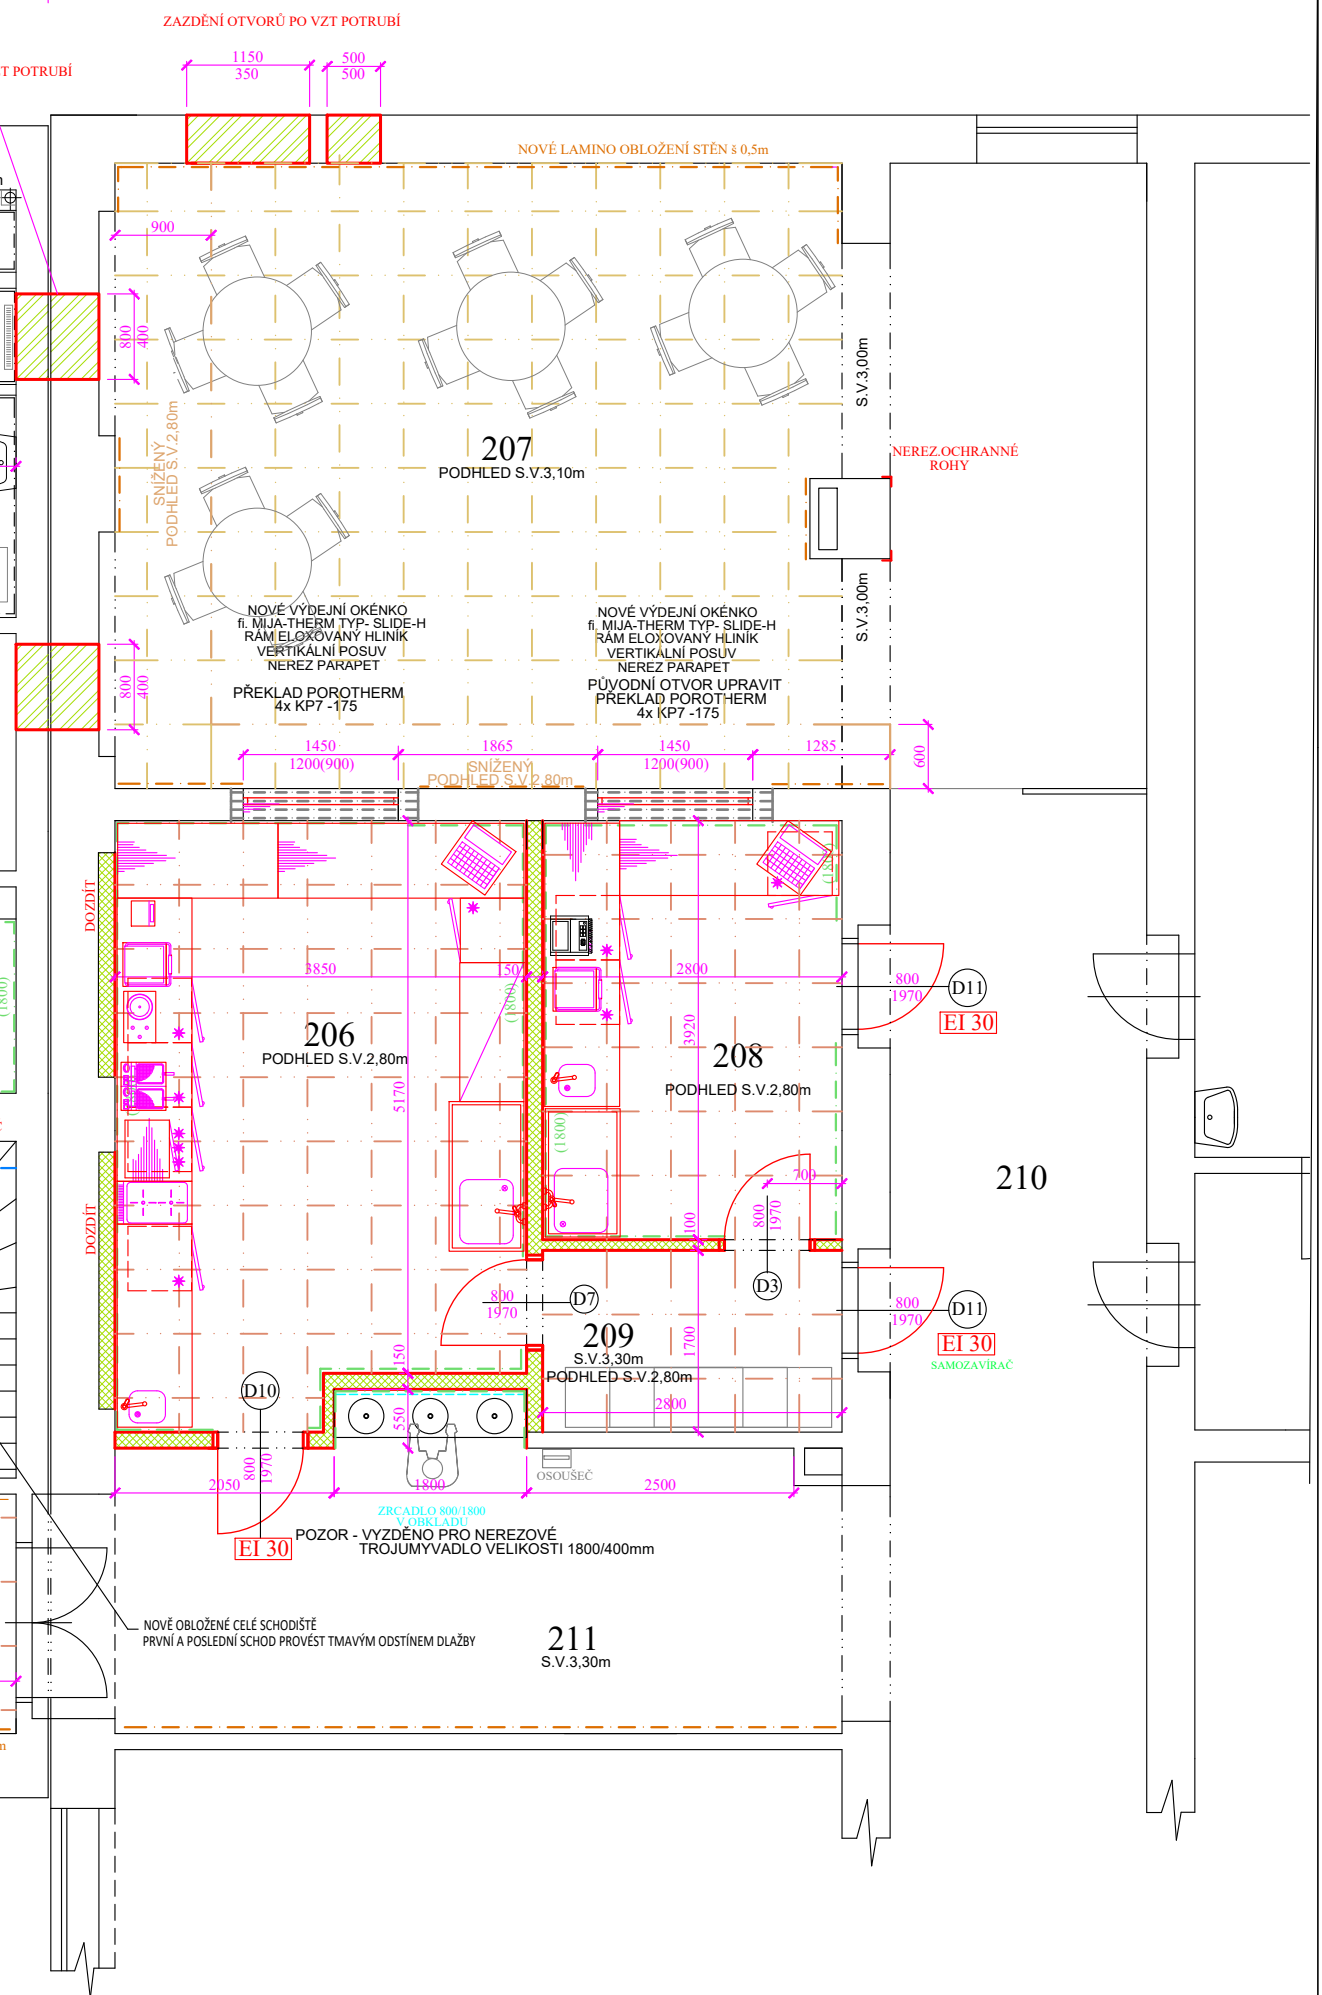 ZAZDĚNÍ OTVORŮ PO VZT POTRUBÍ
T POTRUBÍ
1150
350
500
500
NOVÉ LAMINO OBLOŽENÍ STĚN š 0,5m
900
800
400
SNÍŽENÝ
PODHLED S.V.2,80m
207
PODHLED S.V.3,10m
S.V.3,00m
NEREZ.OCHRANNÉ
ROHY
S.V.3,00m
NOVÉ VÝDEJNÍ OKÉNKO
fi. MIJA-THERM TYP- SLIDE-H
RÁM ELOXOVANÝ HLINÍK
VERTIKÁLNÍ POSUV
NEREZ PARAPET
PŘEKLAD POROTHERM
4x KP7 -175
NOVÉ VÝDEJNÍ OKÉNKO
fi. MIJA-THERM TYP- SLIDE-H
RÁM ELOXOVANÝ HLINÍK
VERTIKÁLNÍ POSUV
NEREZ PARAPET
PŮVODNÍ OTVOR UPRAVIT
PŘEKLAD POROTHERM
4x KP7 -175
800
400
1450
1200(900)
1865
1450
1200(900)
1285
600
SNÍŽENÝ
PODHLED S.V.2,80m
DOZDÍT
(1800)
3850
150
2800
(1800)
(1800)
206
PODHLED S.V.2,80m
5170
3920
208
PODHLED S.V.2,80m
(1800)
800
1970
D11
EI 30
210
DOZDÍT
700
100
800
1970
D3
800
1970
D7
209
S.V.3,30m
PODHLED S.V.2,80m
1700
800
1970
D11
EI 30
SAMOZAVÍRAČ
150
550
2800
D10
800
1970
EI 30
2050
1800
2500
OSOUŠEČ
ZRCADLO 800/1800
V OBKLADU
POZOR - VYZDĚNO PRO NEREZOVÉ
TROJUMYVADLO VELIKOSTI 1800/400mm
NOVĚ OBLOŽENÉ CELÉ SCHODIŠTĚ
PRVNÍ A POSLEDNÍ SCHOD PROVÉST TMAVÝM ODSTÍNEM DLAŽBY
211
S.V.3,30m